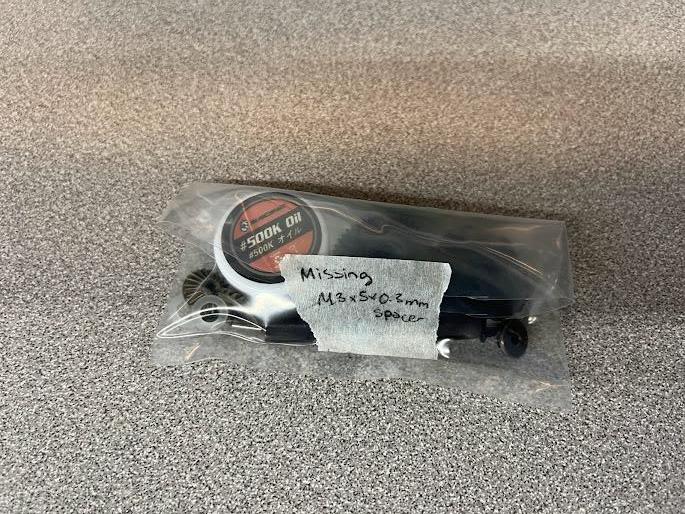 #500K Oil
#500K オイル
Missing
M3x5x0.3mm
spacer